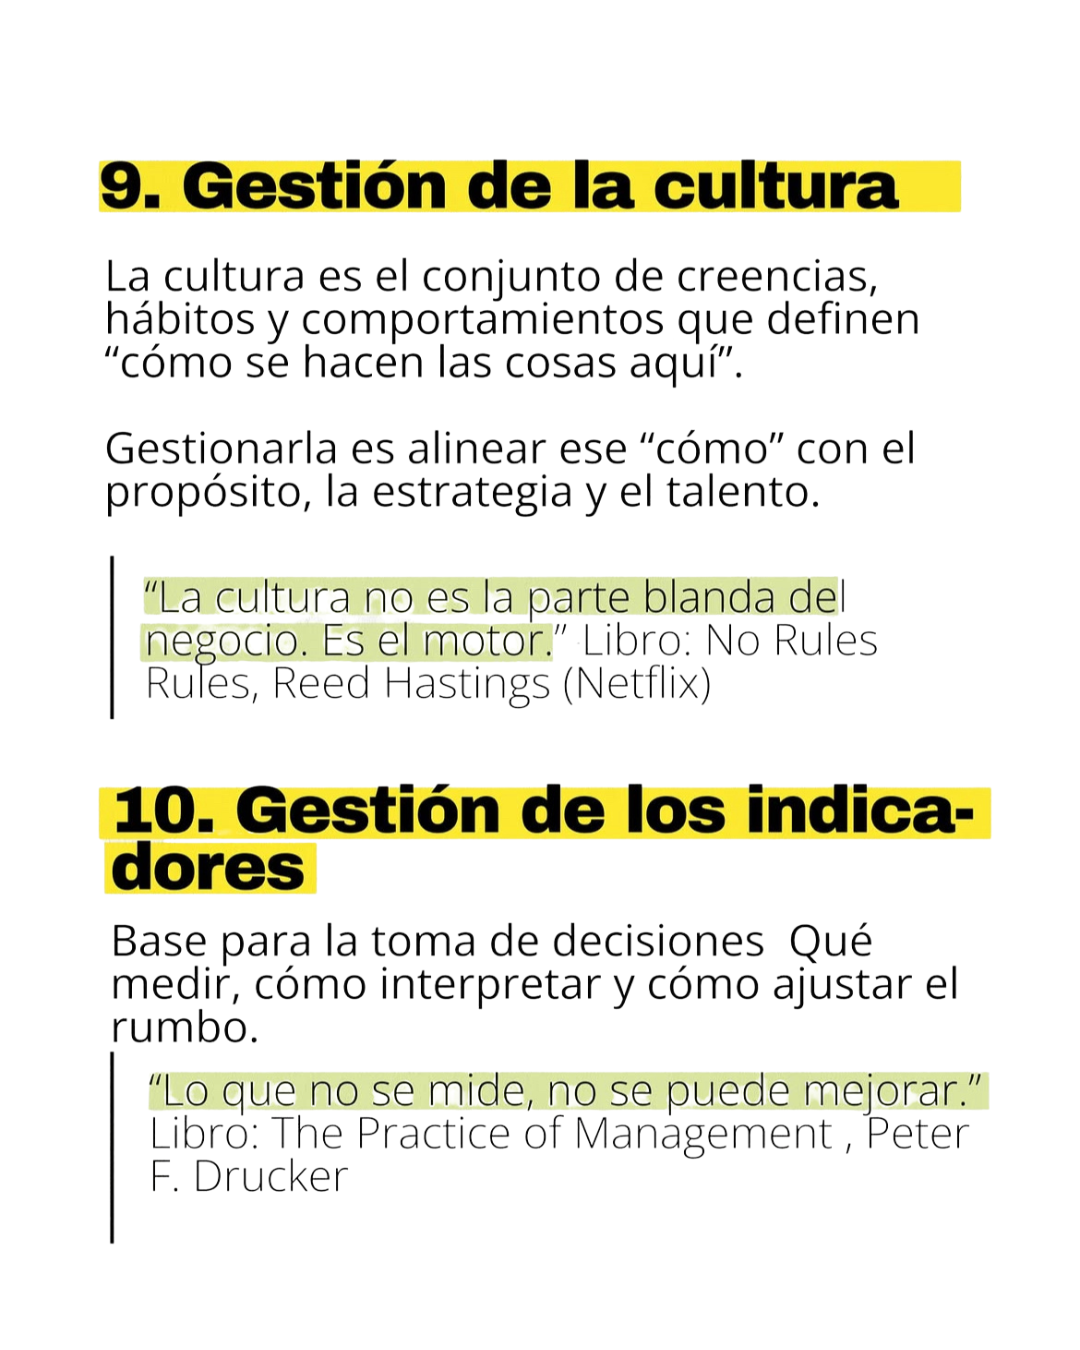 9. Gestión de la cultura
La cultura es el conjunto de creencias,
hábitos y comportamientos que definen
“cómo se hacen las cosas aquí”.
Gestionarla es alinear ese “cómo” con el
propósito, la estrategia y el talento.
“La cultura no es la parte blanda del
negocio. Es el motor.” Libro: No Rules
Rules, Reed Hastings (Netflix)
10. Gestión de los indica-
dores
Base para la toma de decisiones  Qué
medir, cómo interpretar y cómo ajustar el
rumbo.
“Lo que no se mide, no se puede mejorar.”
Libro: The Practice of Management , Peter
F. Drucker